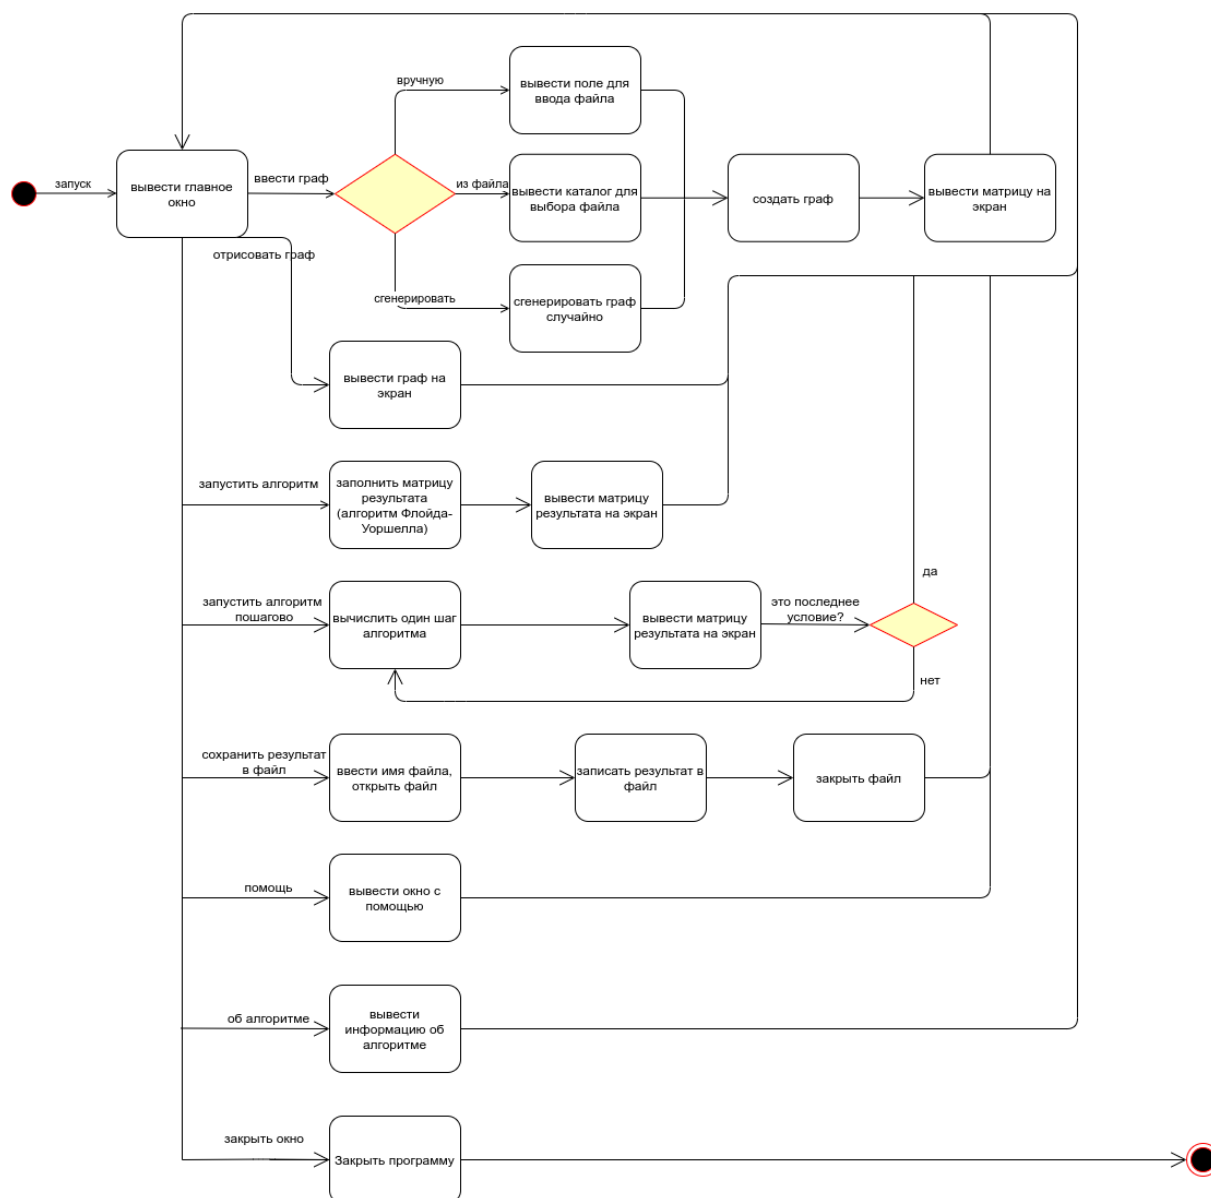 вручную
вывести поле для
ввода файла
запуск
вывести главное
окно
ввести граф
из файла
вывести каталог для
выбора файла
создать граф
вывести матрицу на
экран
отрисовать граф
сгенерировать
сгенерировать граф
случайно
вывести граф на
экран
запустить алгоритм
заполнить матрицу
результата
(алгоритм Флойда-
Уоршелла)
вывести матрицу
результата на экран
да
запустить алгоритм
пошагово
вычислить один шаг
алгоритма
вывести матрицу
результата на экран
это последнее
условие?
нет
сохранить результат
в файл
ввести имя файла,
открыть файл
записать результат в
файл
закрыть файл
помощь
вывести окно с
помощью
об алгоритме
вывести
информацию об
алгоритме
закрыть окно
Закрыть программу